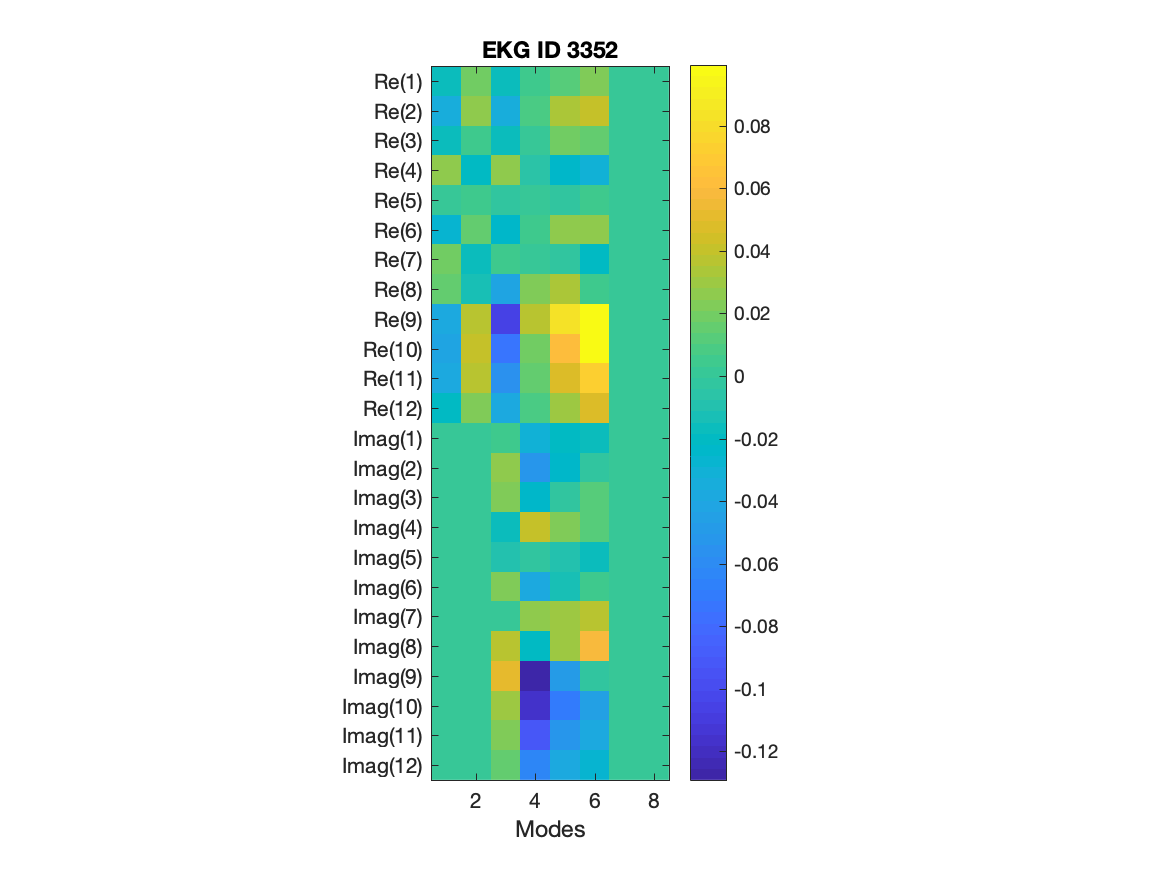 EKG ID 3352
Re(1)
Re(2)
Re(3)
Re(4)
Re(5)
Re(6)
Re(7)
Re(8)
Re(9)
Re(10)
Re(11)
Re(12)
Imag(1)
Imag(2)
Imag(3)
Imag(4)
Imag(5)
Imag(6)
Imag(7)
Imag(8)
Imag(9)
Imag(10)
Imag(11)
Imag(12)
2 4 6 8
Modes
0.08
0.06
0.04
0.02
0
-0.02
-0.04
-0.06
-0.08
-0.1
-0.12